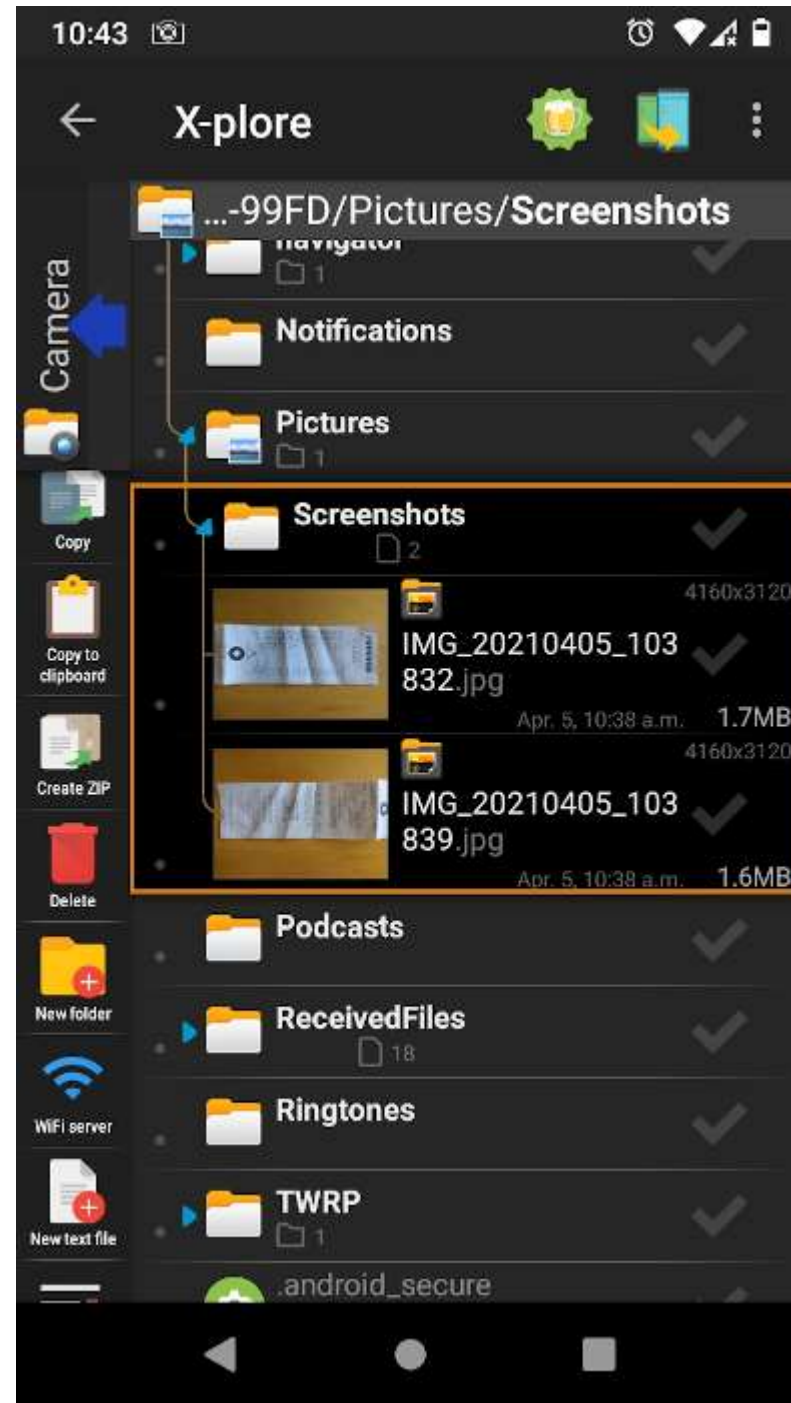 10:43
X-plore
...-99FD/Pictures/Screenshots
Camera
navigator
1
Notifications
Pictures
1
Screenshots
2
Copy
4160x3120
IMG_20210405_103
832.jpg
Apr. 5, 10:38 a.m. 1.7MB
Copy to
clipboard
4160x3120
IMG_20210405_103
839.jpg
Apr. 5, 10:38 a.m. 1.6MB
Create ZIP
Delete
Podcasts
New folder
ReceivedFiles
18
WiFi server
Ringtones
New text file
TWRP
1
.android_secure